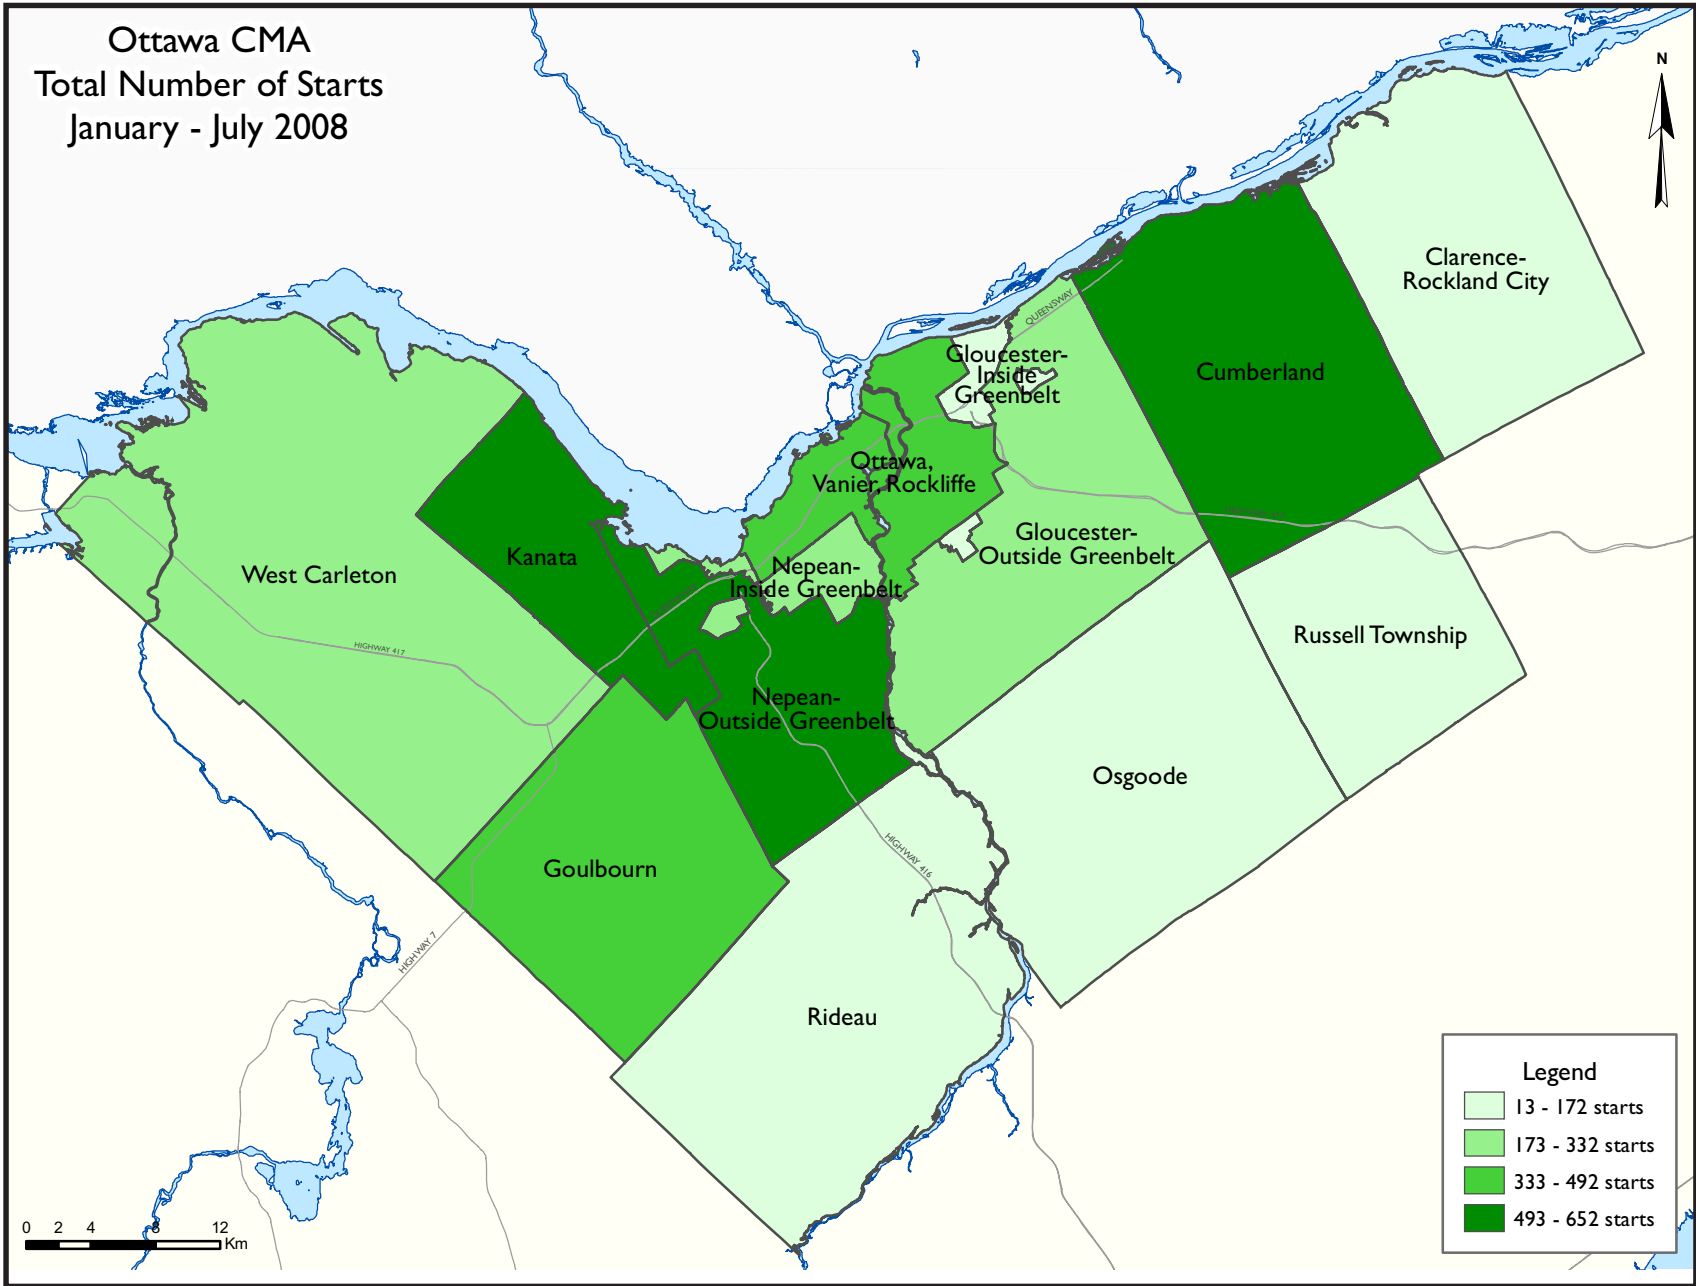 Ottawa CMA
Total Number of Starts
January - July 2008
N
Clarence-
Rockland City
QUEENSWAY
Gloucester-
Inside
Greenbelt
Cumberland
Ottawa,
Vanier, Rockliffe
Gloucester-
Outside Greenbelt
Kanata
West Carleton
Nepean-
Inside Greenbelt
HIGHWAY 417
Russell Township
Nepean-
Outside Greenbelt
Osgoode
Goulbourn
HIGHWAY 416
HIGHWAY 7
Rideau
Legend
13 - 172 starts
173 - 332 starts
333 - 492 starts
493 - 652 starts
0 2 4 8 12
Km